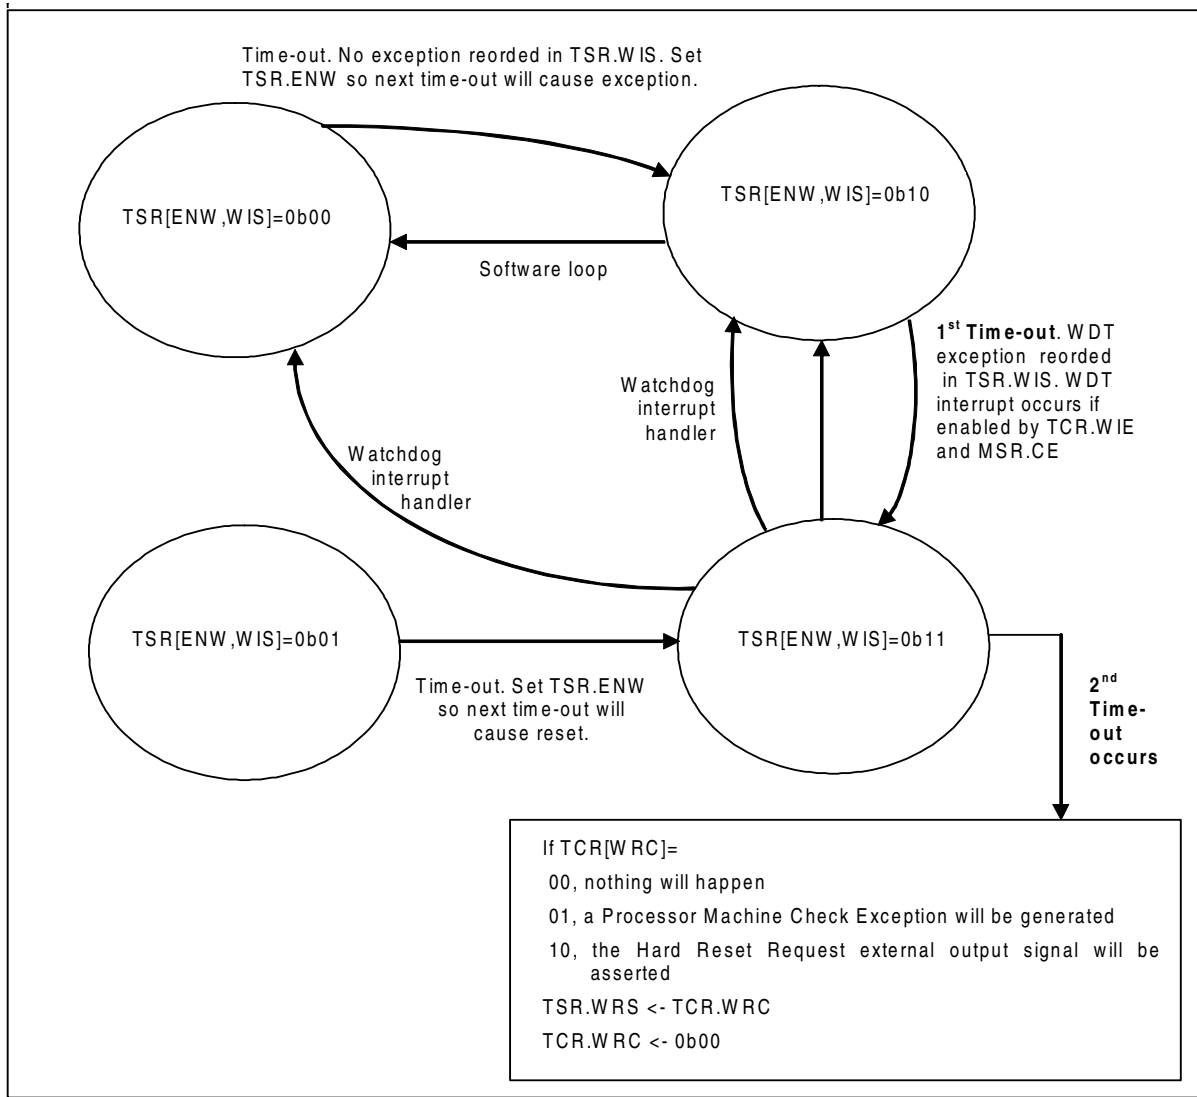 Time-out. No exception reorded in TSR.WIS. Set
TSR.ENW so next time-out will cause exception.
TSR[ENW,WIS]=0b00
TSR[ENW,WIS]=0b10
Software loop
1st Time-out. WDT
exception reorded
in TSR.WIS. WDT
interrupt occurs if
enabled by TCR.WIE
and MSR.CE
Watchdog
interrupt
handler
Watchdog
interrupt
handler
TSR[ENW,WIS]=0b01
TSR[ENW,WIS]=0b11
Time-out. Set TSR.ENW
so next time-out will
cause reset.
2nd
Time-
out
occurs
If TCR[WRC]=
00, nothing will happen
01, a Processor Machine Check Exception will be generated
10, the Hard Reset Request external output signal will be
asserted
TSR.WRS <- TCR.WRC
TCR.WRC <- 0b00